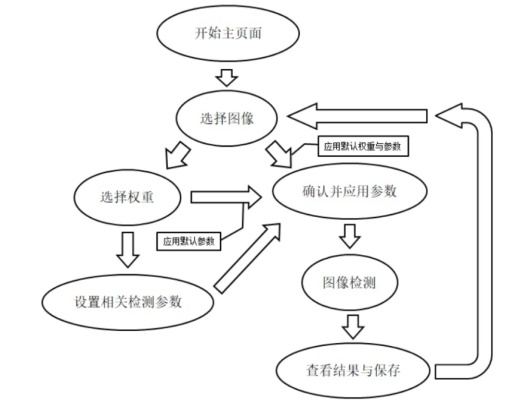 开始主页面
选择图像
应用默认权重与参数
选择权重
确认并应用参数
应用默认参数
图像检测
设置相关检测参数
查看结果与保存